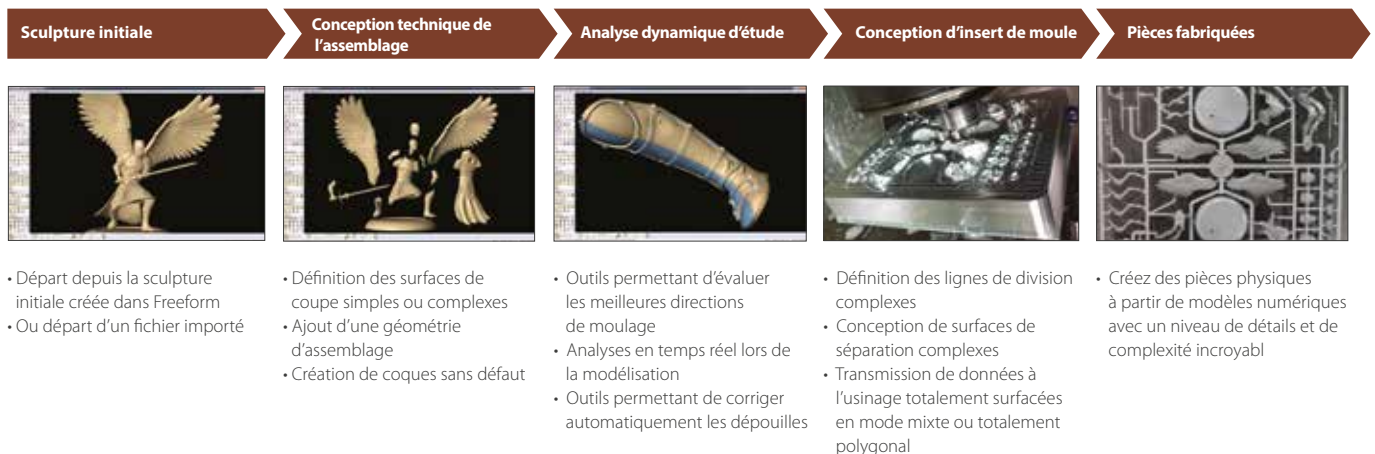 Sculpture initiale
Conception technique de
l'assemblage
Analyse dynamique d'étude
Conception d'insert de moule
Pièces fabriquées
• Départ depuis la sculpture
initiale créée dans Freeform
• Ou départ d'un fichier importé
• Définition des surfaces de
coupe simples ou complexes
• Ajout d'une géométrie
d'assemblage
• Création de coques sans défaut
• Outils permettant d'évaluer
les meilleures directions
de moulage
• Analyses en temps réel lors de
la modélisation
• Outils permettant de corriger
automatiquement les dépouilles
• Définition des lignes de division
complexes
• Conception de surfaces de
séparation complexes
• Transmission de données à
l'usinage totalement surfacées
en mode mixte ou totalement
polygonal
• Créez des pièces physiques
à partir de modèles numériques
avec un niveau de détails et de
complexité incroyabl